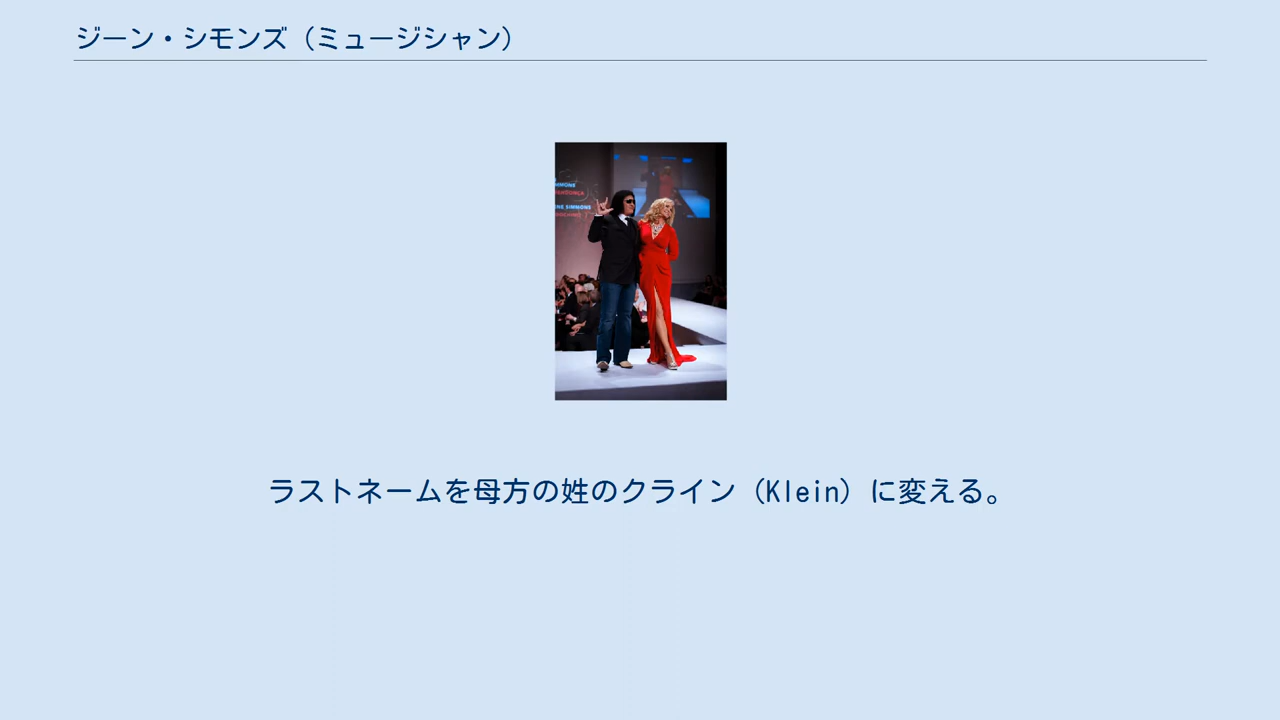 ジーン・シモンズ（ミュージシャン）
ラストネームを母方の姓のクライン（Klein）に変える。